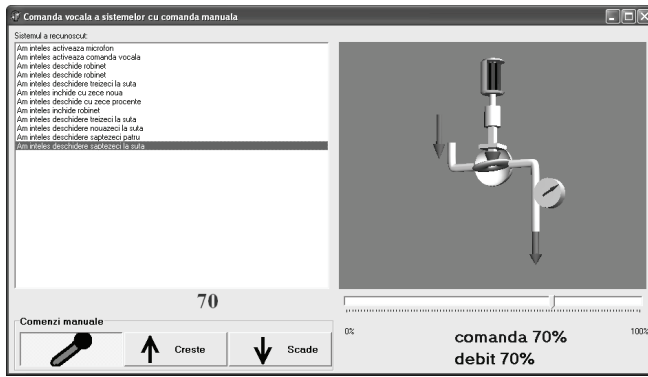 Comanda vocala a sistemelor cu comanda manuala
Sistemul a recunoscut:
Am inteles activeaza microfon
Am inteles activeaza comanda vocala
Am inteles deschide robinet
Am inteles deschide robinet
Am inteles deschidere treizeci la suta
Am inteles inchide cu zece noua
Am inteles deschide cu zece procente
Am inteles inchide robinet
Am inteles deschidere treizeci la suta
Am inteles deschidere nouazeci la suta
Am inteles deschidere saptezeci patru
Am inteles deschidere saptezeci la suta
70
Comenzi manuale
Creste
Scade
0%
100%
comanda 70%
debit 70%